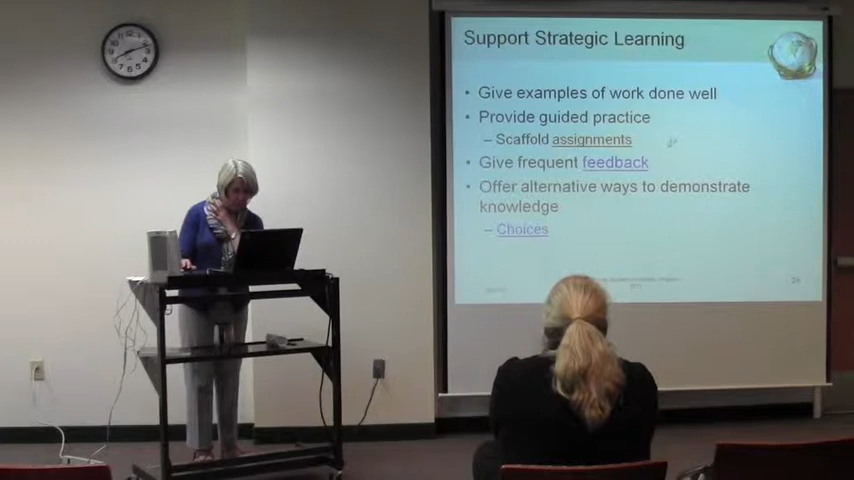 Support Strategic Learning
• Give examples of work done well
• Provide guided practice
– Scaffold assignments
• Give frequent feedback
• Offer alternative ways to demonstrate
knowledge
– Choices